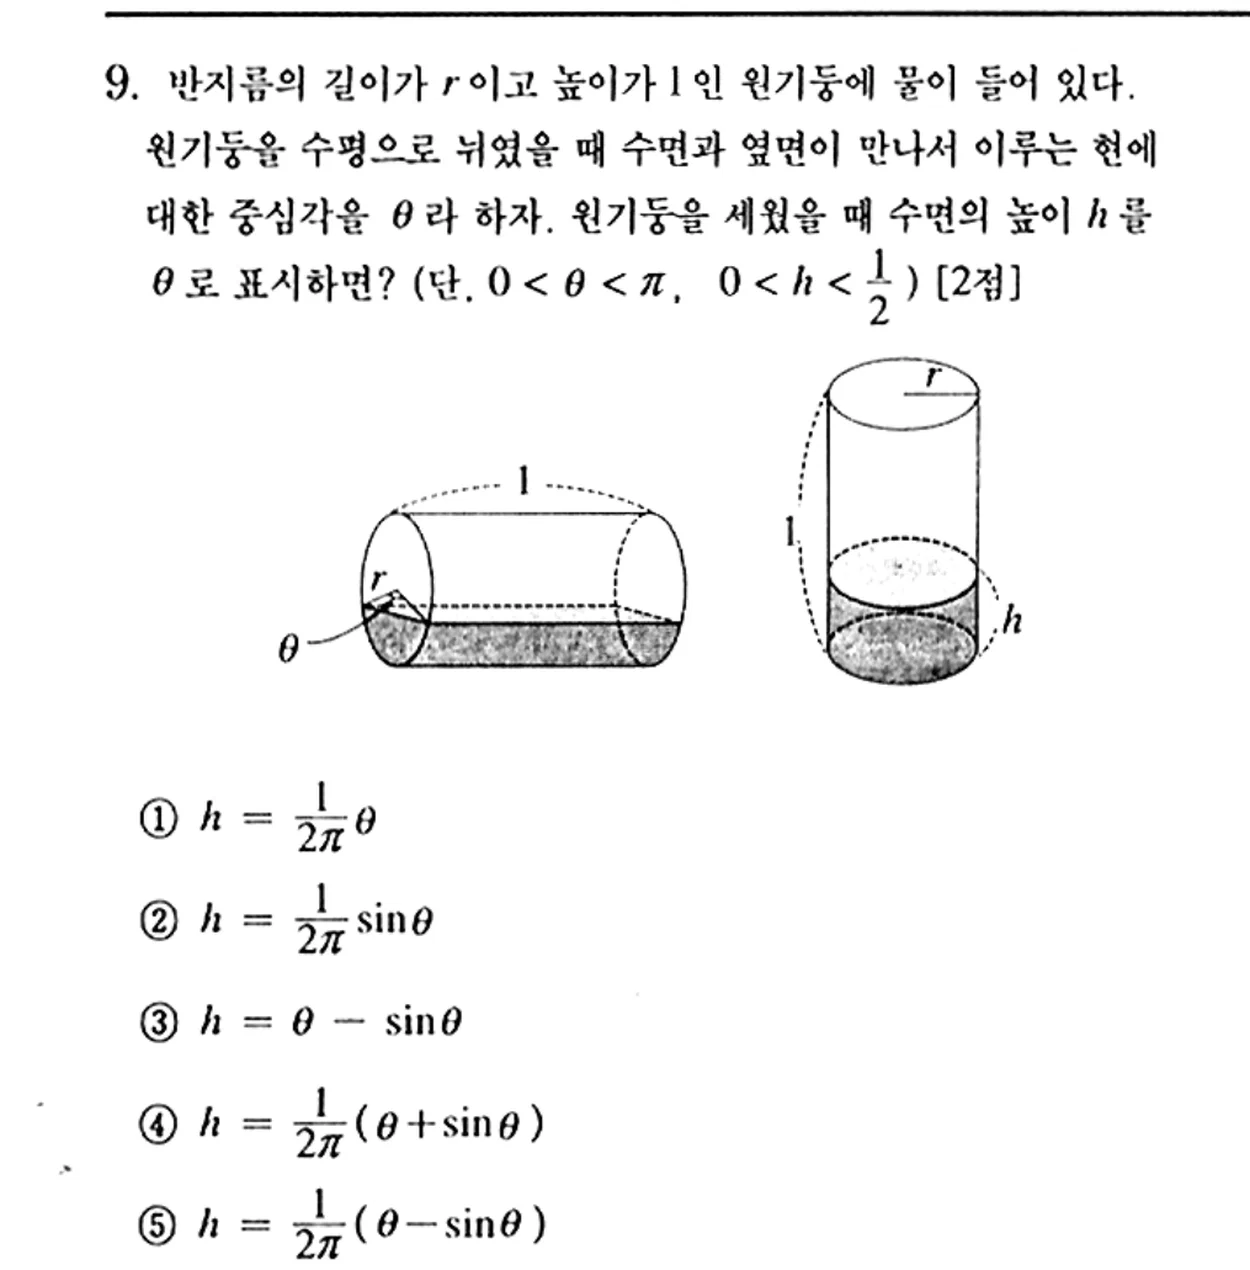 9. 반지름의 길이가 r이고 높이가 1인 원기둥에 물이 들어 있다.
원기둥을 수평으로 뉘였을 때 수면과 옆면이 만나서 이루는 현에
대한 중심각을 θ라 하자. 원기둥을 세웠을 때 수면의 높이 h를
θ로 표시하면? (단, 0 < θ < π, 0 < h < 1/2) [2점]
r
1
1
r
θ
h
① h = 1/2π θ
② h = 1/2π sinθ
③ h = θ − sinθ
④ h = 1/2π (θ+sinθ)
⑤ h = 1/2π (θ−sinθ)